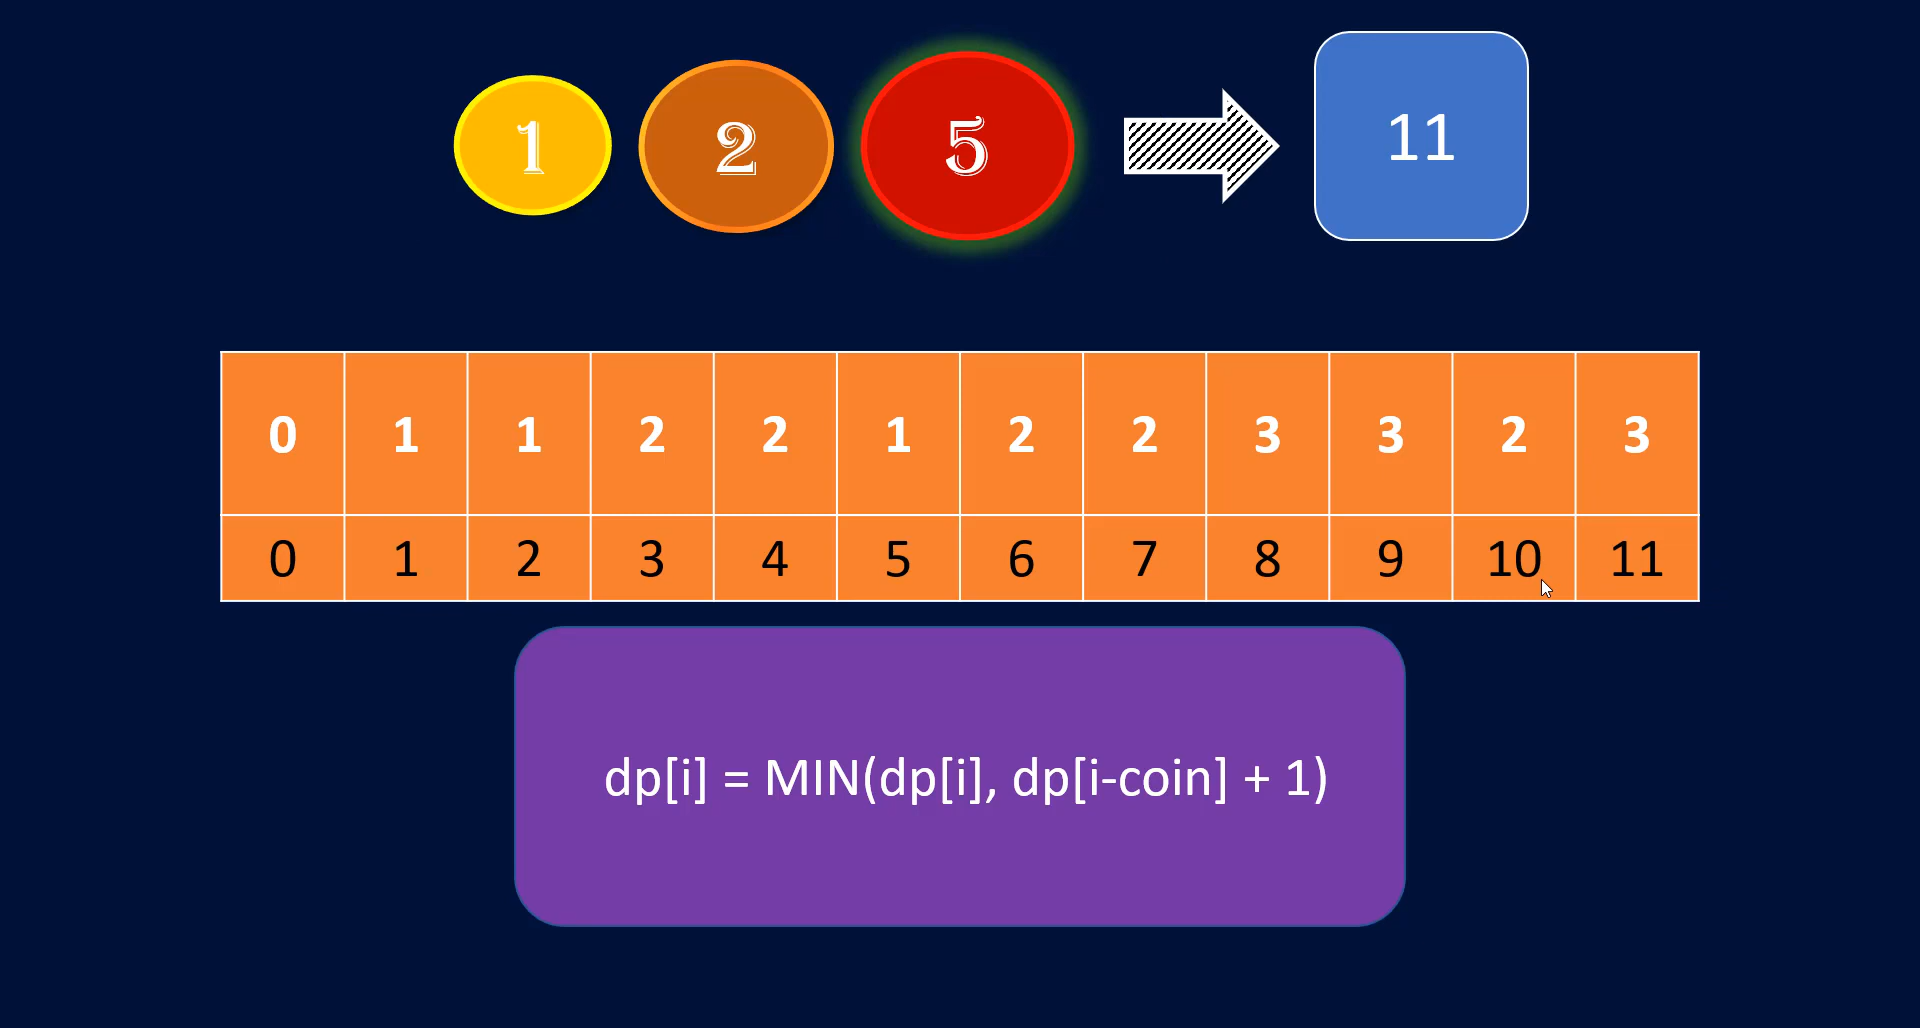 1 2 5 11
0 1 1 2 2 1 2 2 3 3 2 3
0 1 2 3 4 5 6 7 8 9 10 11
dp[i] = MIN(dp[i], dp[i-coin] + 1)